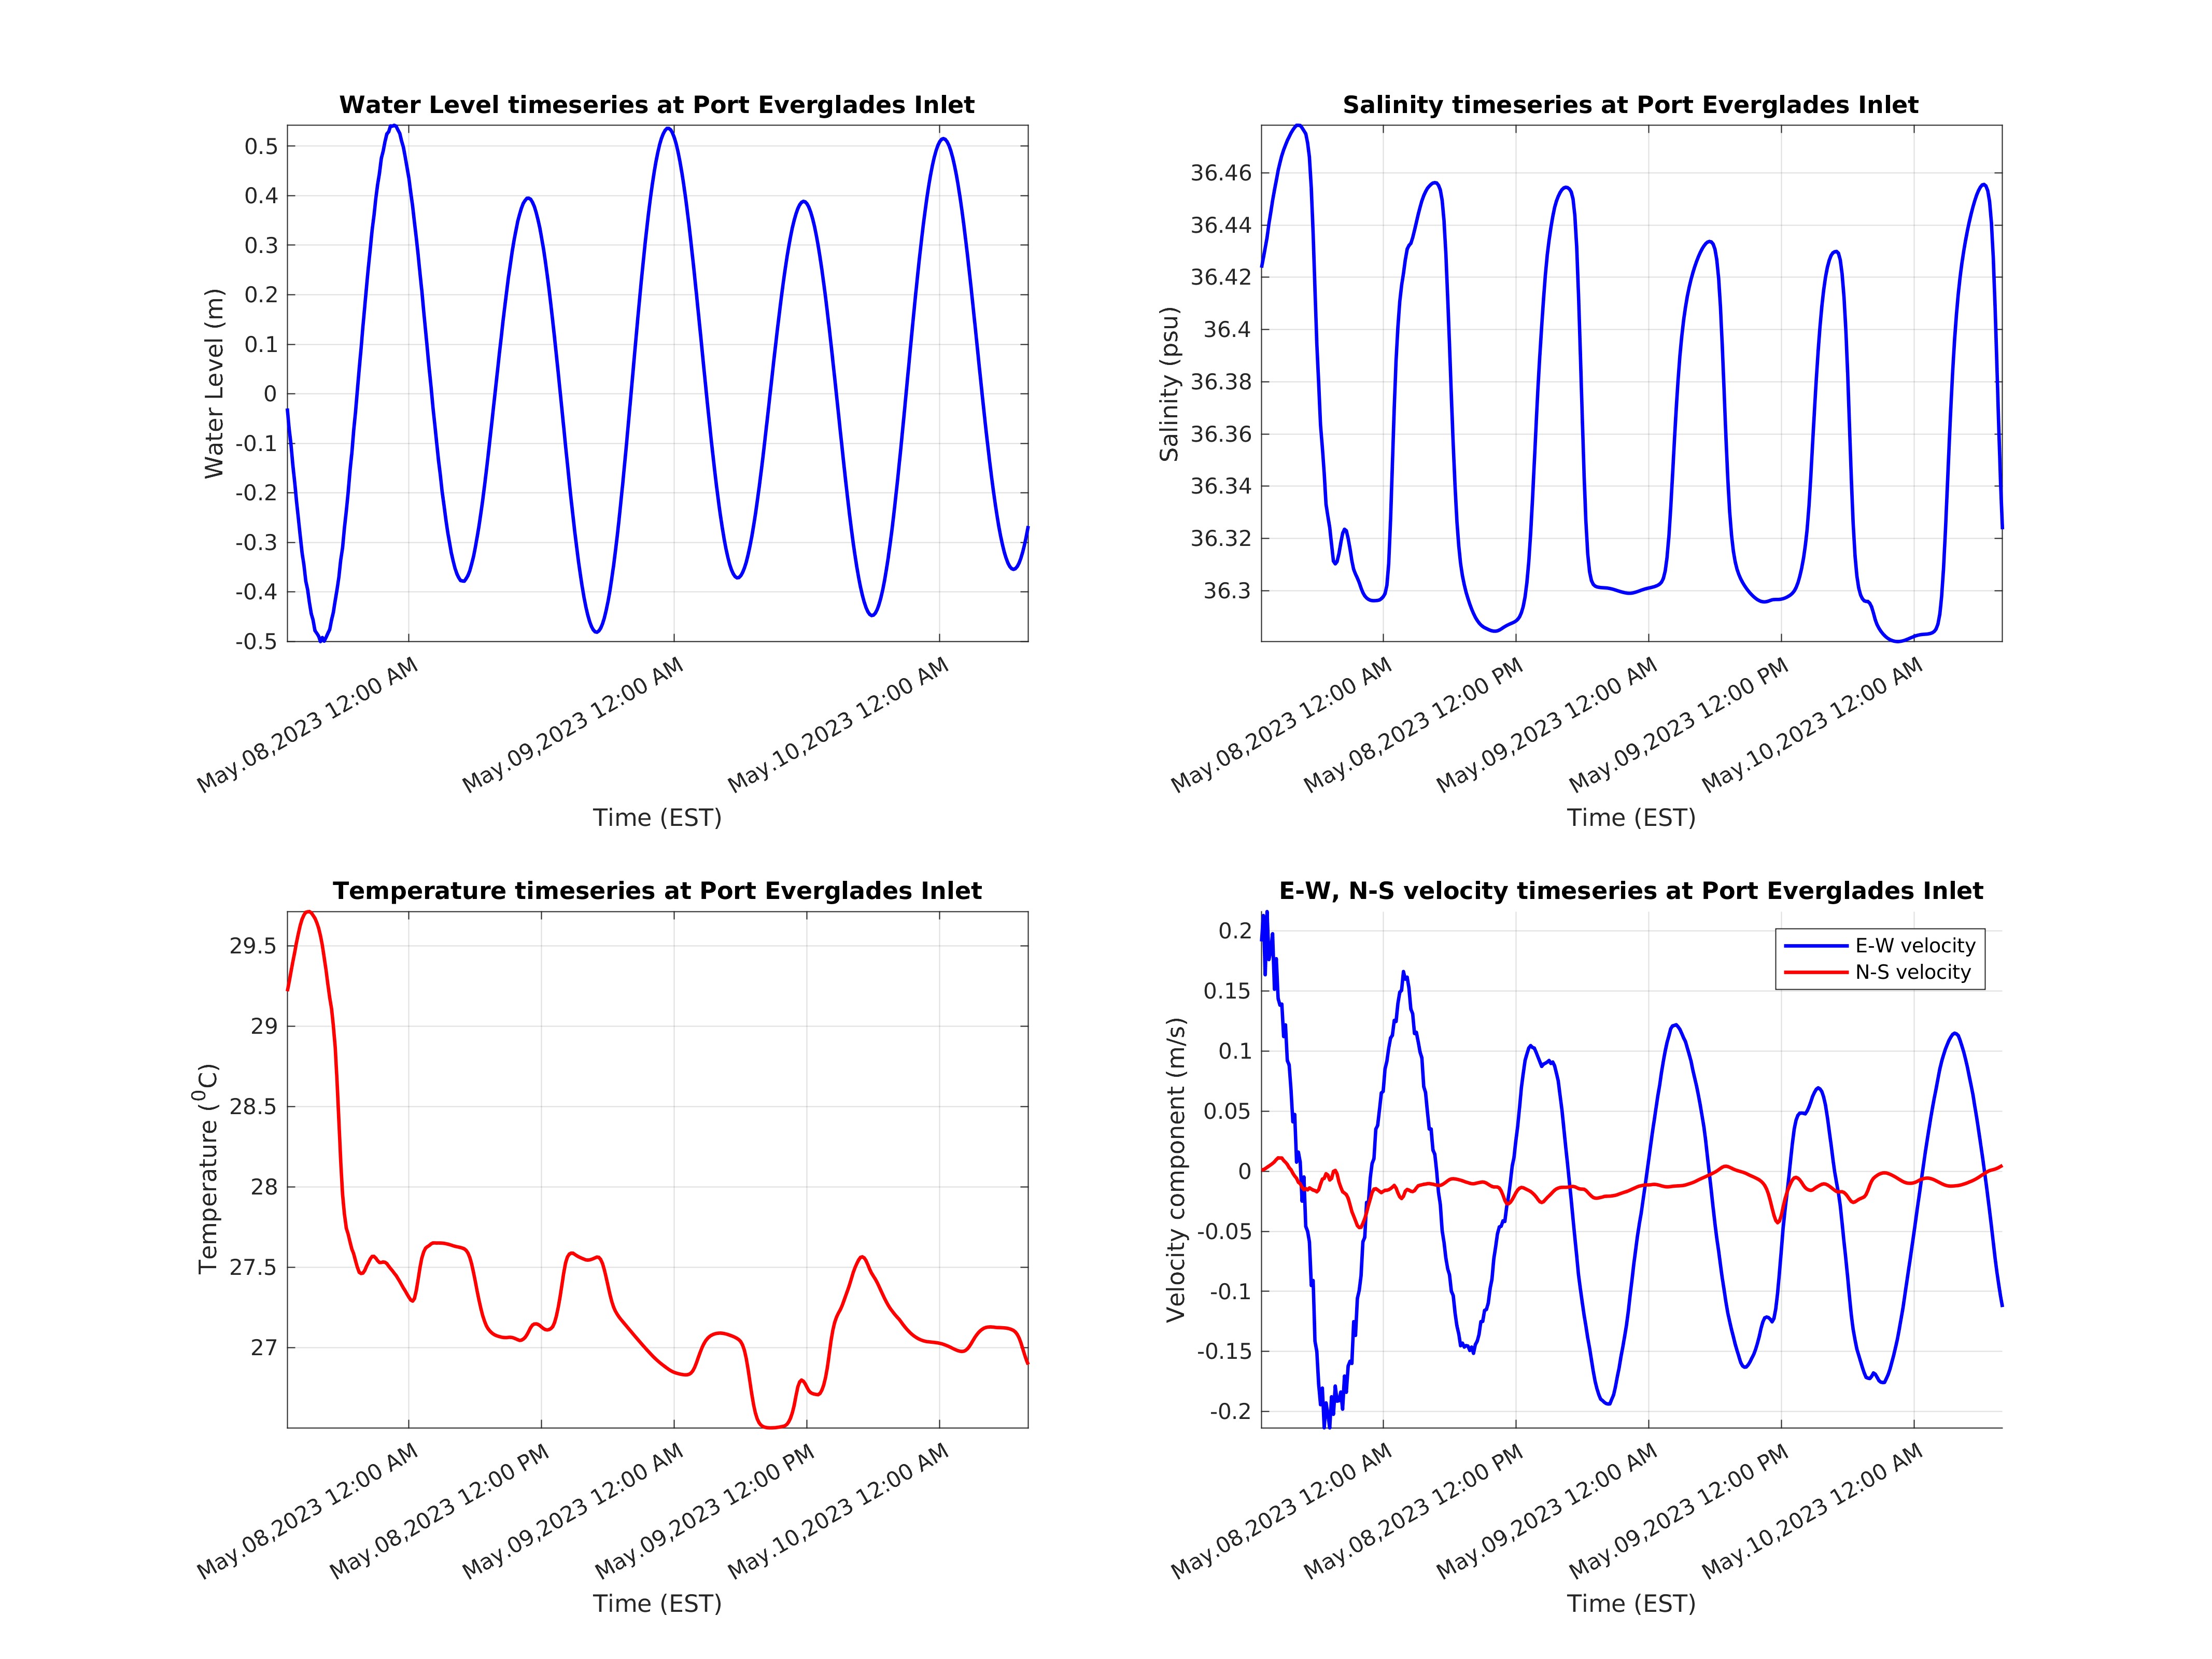 Water Level timeseries at Port Everglades Inlet
Water Level (m)
0.5
0.4
0.3
0.2
0.1
0
-0.1
-0.2
-0.3
-0.4
-0.5
May.08,2023 12:00 AM
May.09,2023 12:00 AM
May.10,2023 12:00 AM
Time (EST)
Salinity timeseries at Port Everglades Inlet
Salinity (psu)
36.46
36.44
36.42
36.4
36.38
36.36
36.34
36.32
36.3
May.08,2023 12:00 AM
May.08,2023 12:00 PM
May.09,2023 12:00 AM
May.09,2023 12:00 PM
May.10,2023 12:00 AM
Time (EST)
Temperature timeseries at Port Everglades Inlet
Temperature (⁰C)
29.5
29
28.5
28
27.5
27
May.08,2023 12:00 AM
May.08,2023 12:00 PM
May.09,2023 12:00 AM
May.09,2023 12:00 PM
May.10,2023 12:00 AM
Time (EST)
E-W, N-S velocity timeseries at Port Everglades Inlet
Velocity component (m/s)
0.2
0.15
0.1
0.05
0
-0.05
-0.1
-0.15
-0.2
E-W velocity
N-S velocity
May.08,2023 12:00 AM
May.08,2023 12:00 PM
May.09,2023 12:00 AM
May.09,2023 12:00 PM
May.10,2023 12:00 AM
Time (EST)